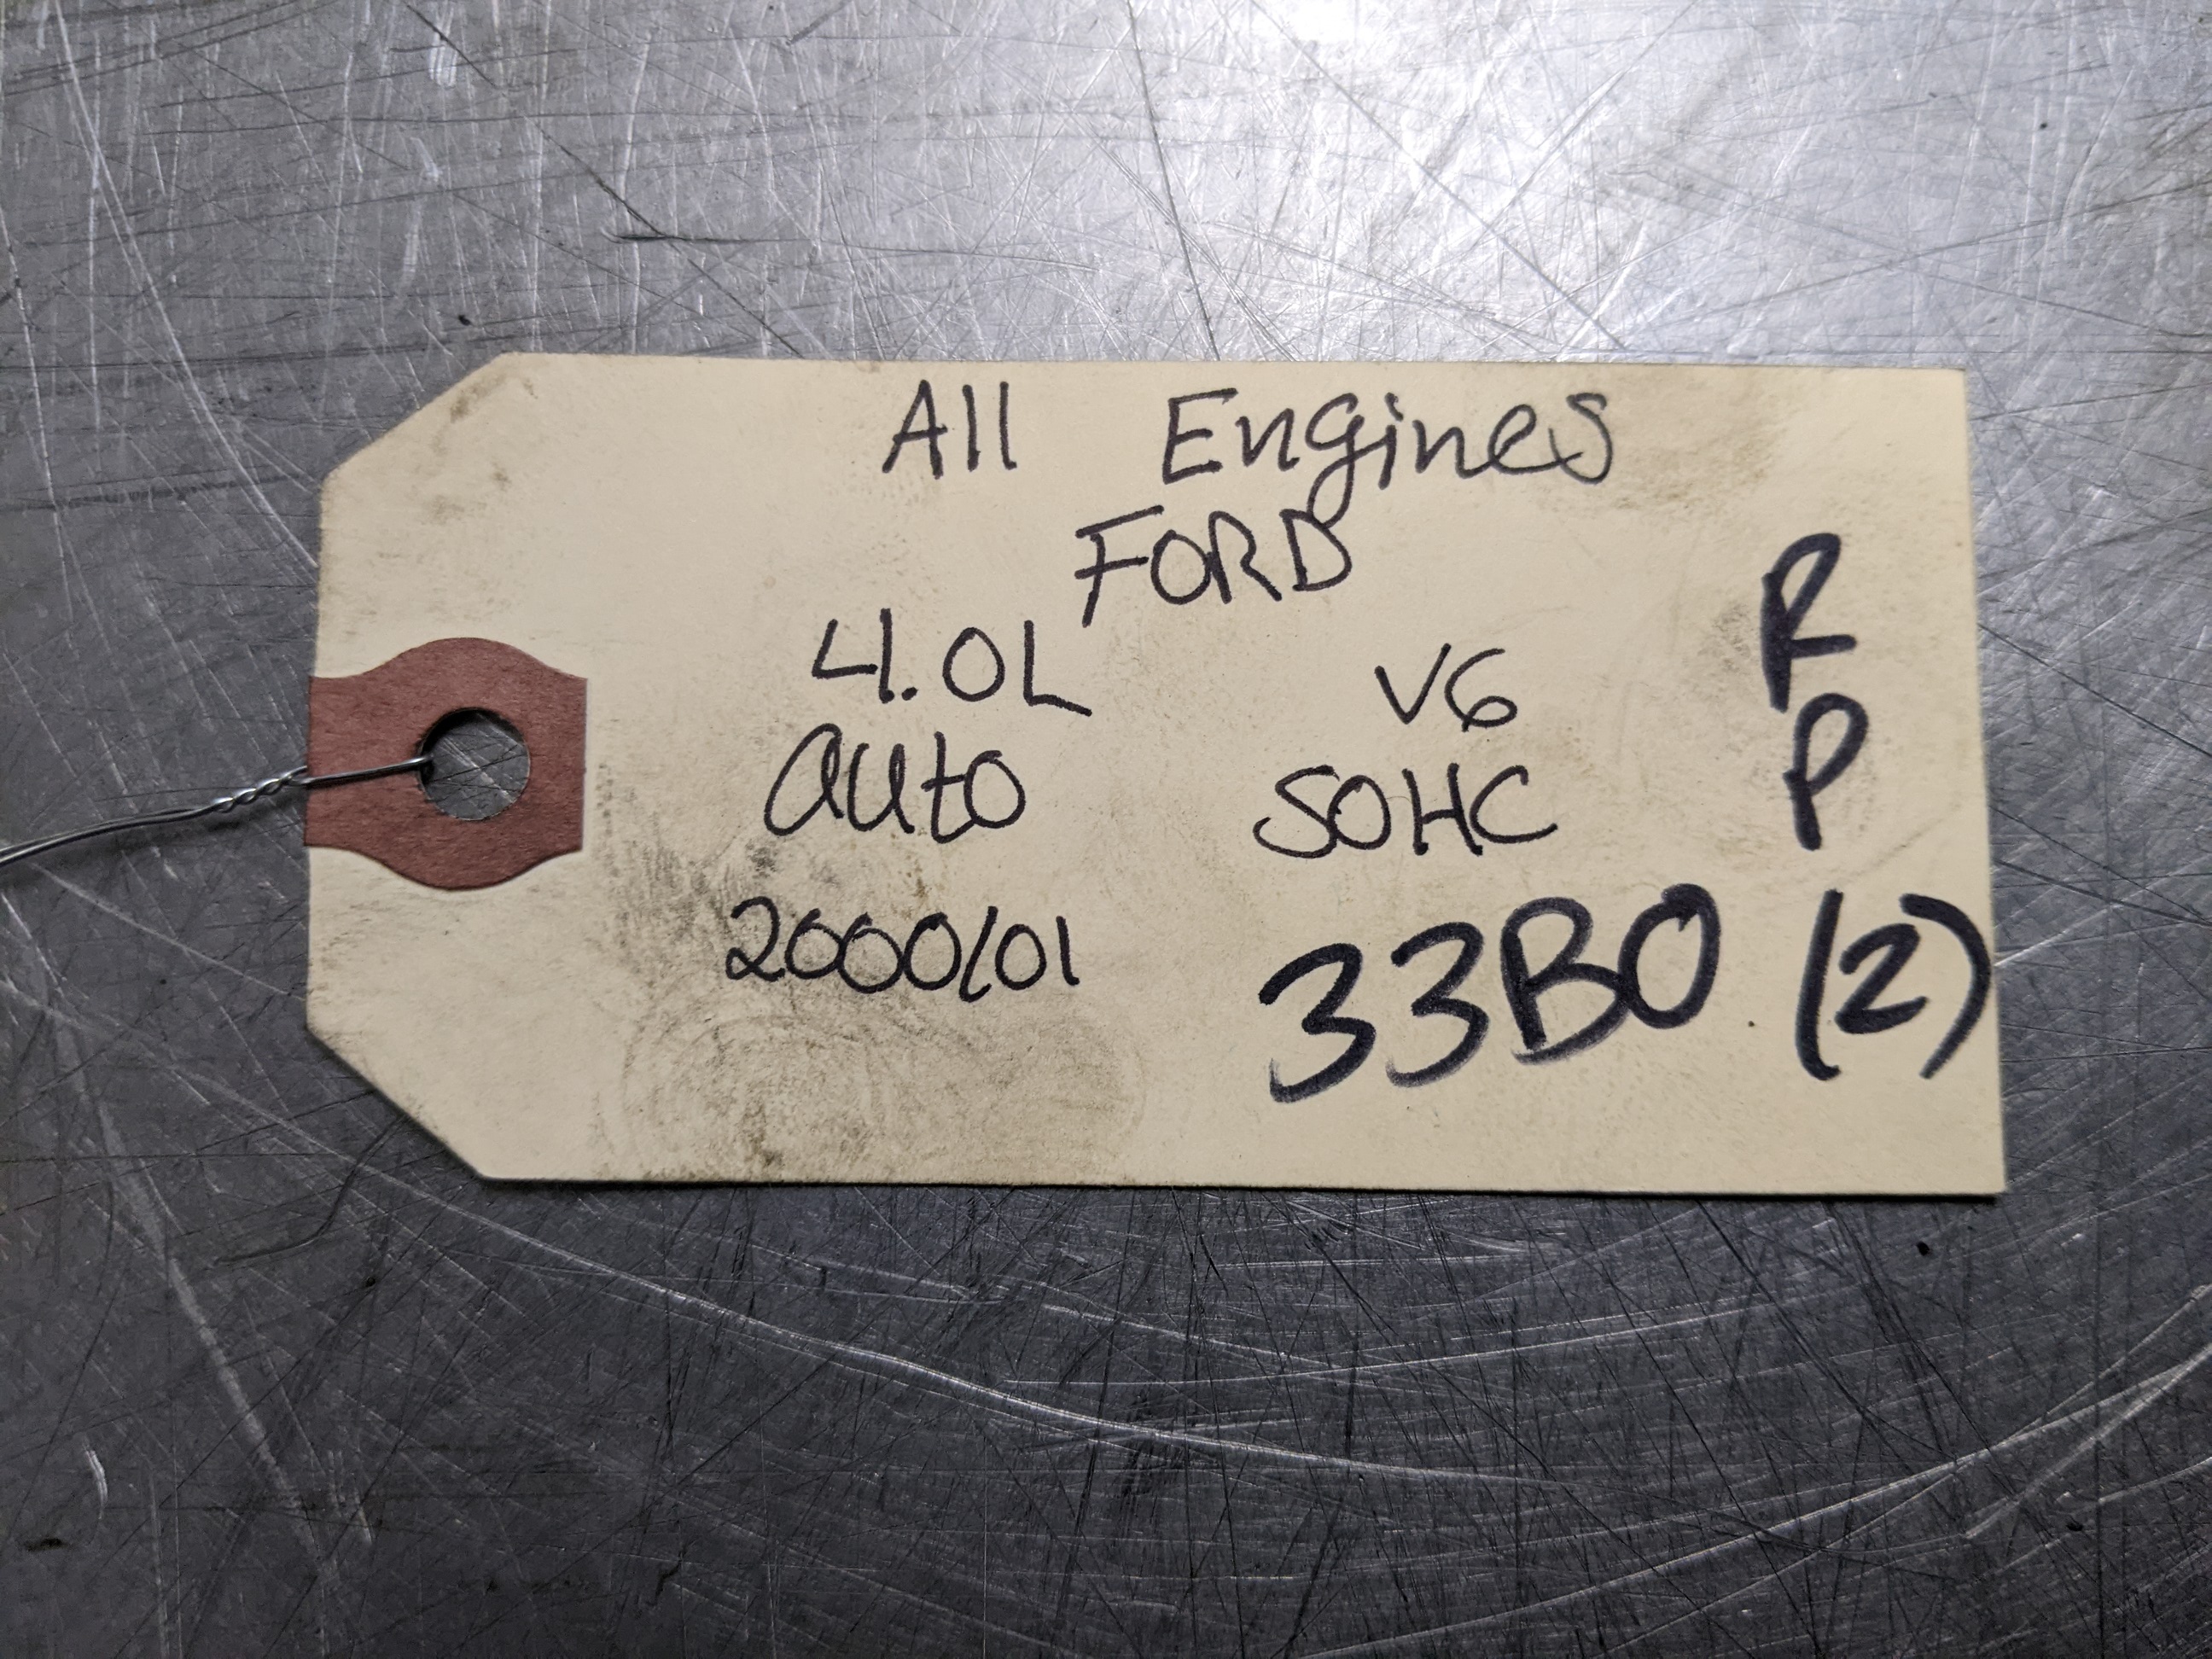 All Engines
FORD
4.0L V6
auto SOHC
2000/01
R
P
33B0 (2)